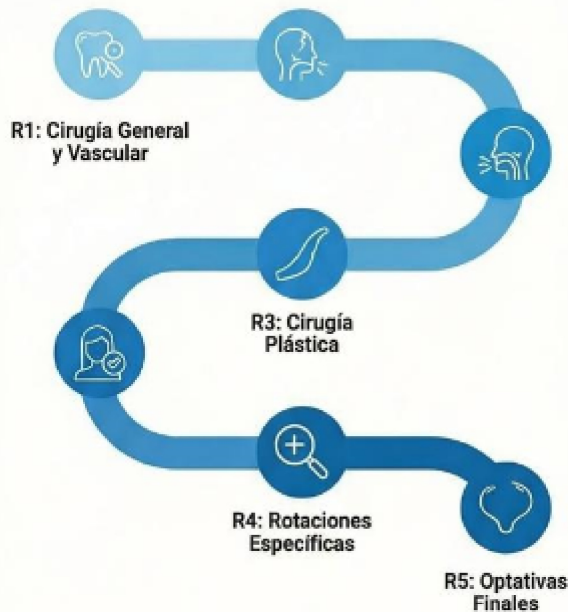 R1: Cirugía General
y Vascular
R3: Cirugía
Plástica
R4: Rotaciones
Específicas
R5: Optativas
Finales